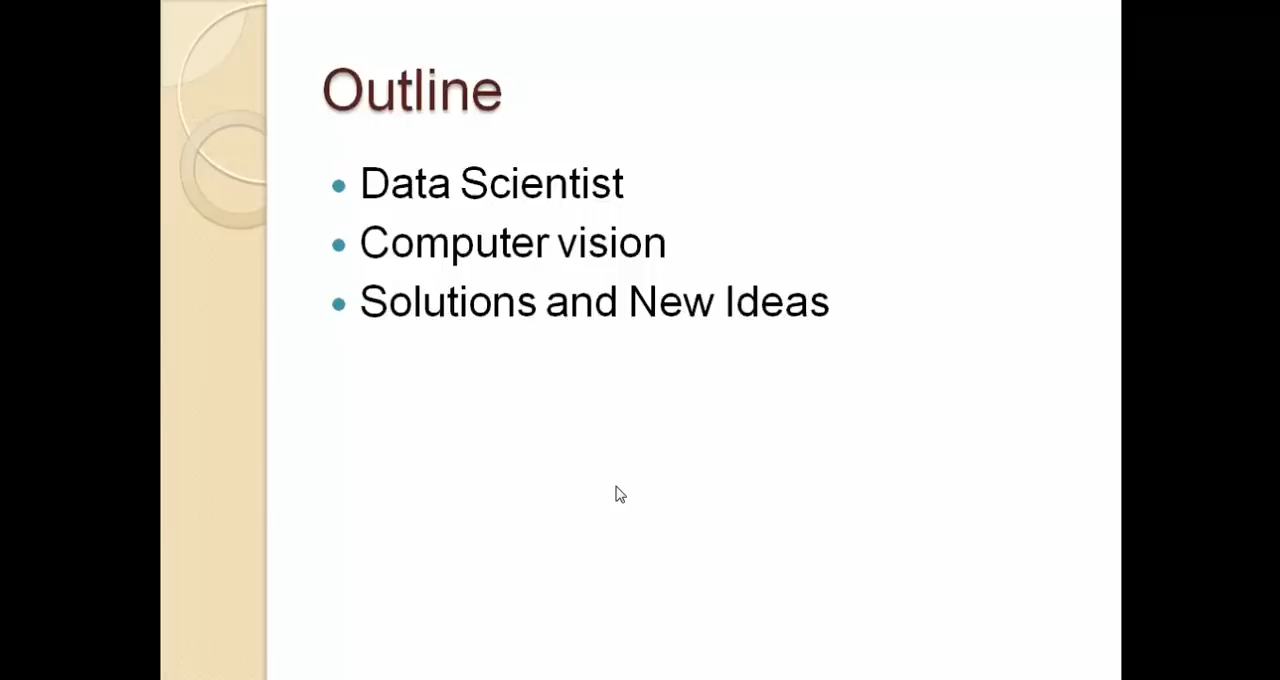 Outline
Data Scientist
Computer vision
Solutions and New Ideas